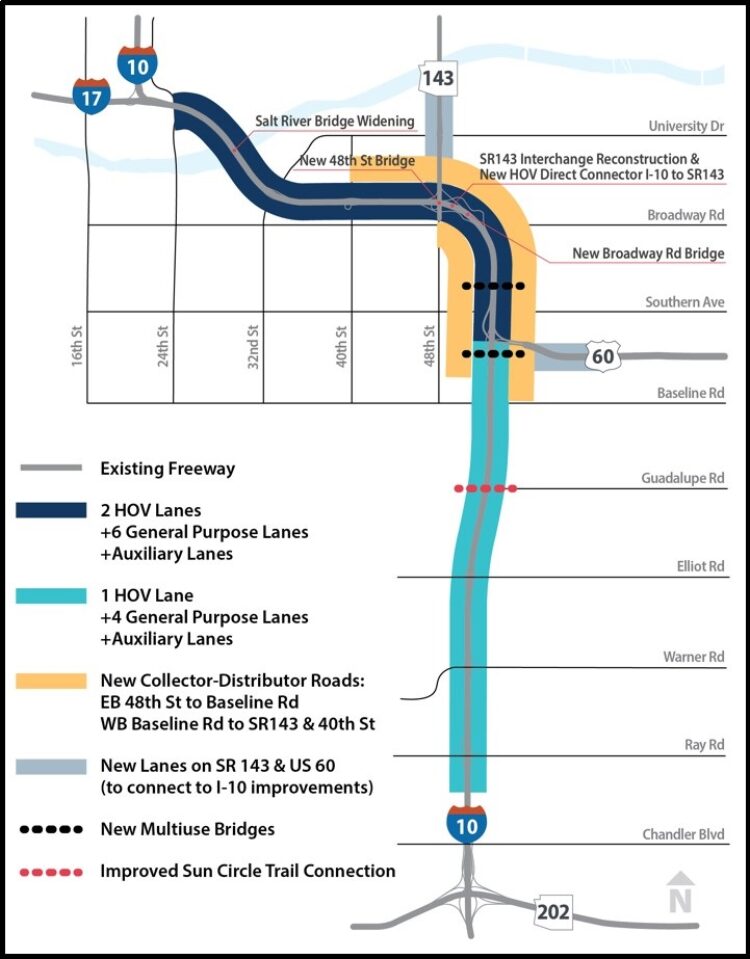 10
17
143
Salt River Bridge Widening
University Dr
New 48th St Bridge
SR143 Interchange Reconstruction &
New HOV Direct Connector I-10 to SR143
Broadway Rd
New Broadway Rd Bridge
Southern Ave
16th St
24th St
32nd St
40th St
48th St
60
Baseline Rd
Existing Freeway
Guadalupe Rd
2 HOV Lanes
+6 General Purpose Lanes
+Auxiliary Lanes
Elliot Rd
1 HOV Lane
+4 General Purpose Lanes
+Auxiliary Lanes
Warner Rd
New Collector-Distributor Roads:
EB 48th St to Baseline Rd
WB Baseline Rd to SR143 & 40th St
Ray Rd
New Lanes on SR 143 & US 60
(to connect to I-10 improvements)
10
New Multiuse Bridges
Chandler Blvd
Improved Sun Circle Trail Connection
202
N